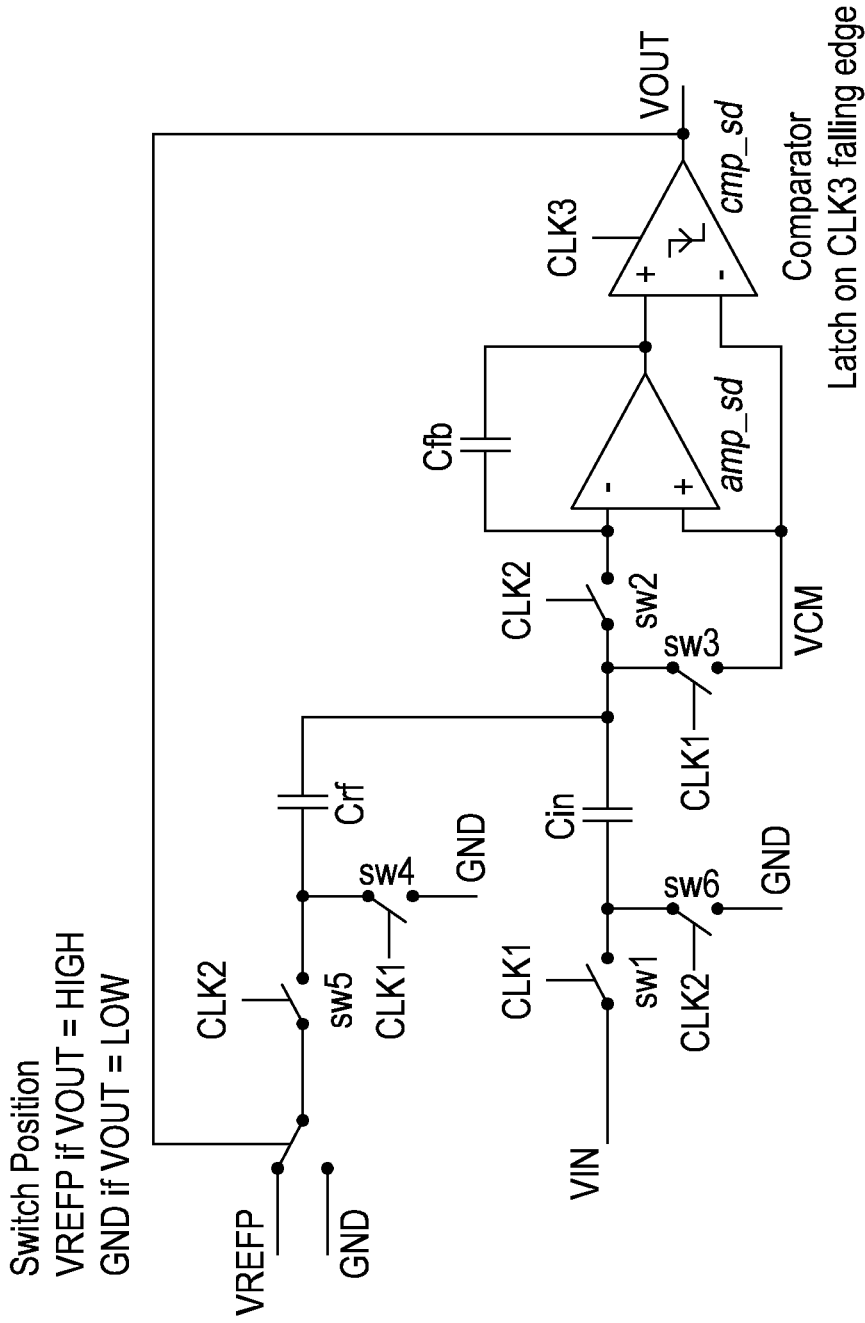 Switch Position
VREFP if VOUT = HIGH
GND if VOUT = LOW
VREFP
GND
CLK2
sw5
sw4
CLK1
GND
Crf
VIN
CLK1
sw1
sw6
CLK2
GND
Cin
CLK2
sw2
sw3
CLK1
VCM
Cfb
-
+
amp_sd
CLK3
+
-
cmp_sd
VOUT
Comparator
Latch on CLK3 falling edge